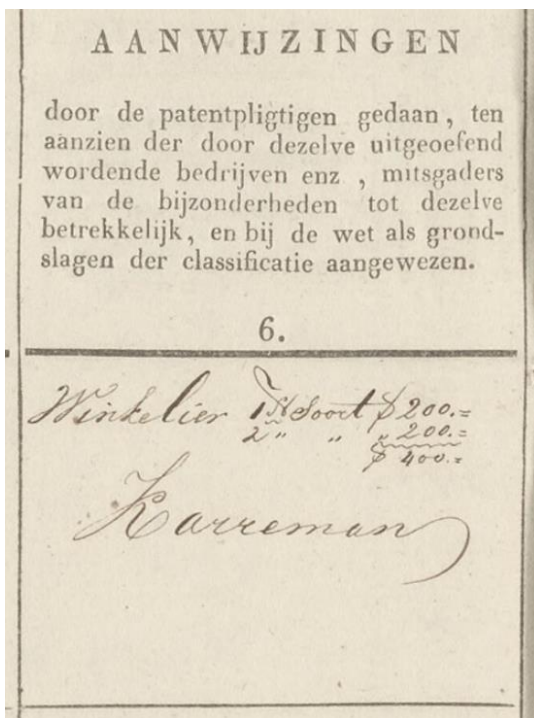 AANWIJZINGEN
door de patentpligtigen gedaan, ten
aanzien der door dezelve uitgeoefend
wordende bedrijven enz, mitsgaders
van de bijzonderheden tot dezelve
betrekkelijk, en bij de wet als grond-
slagen der classificatie aangewezen.
6.
Winkelier 1e Soort ƒ 200.=
2 " " " 200.=
ƒ 400.=
Karreman